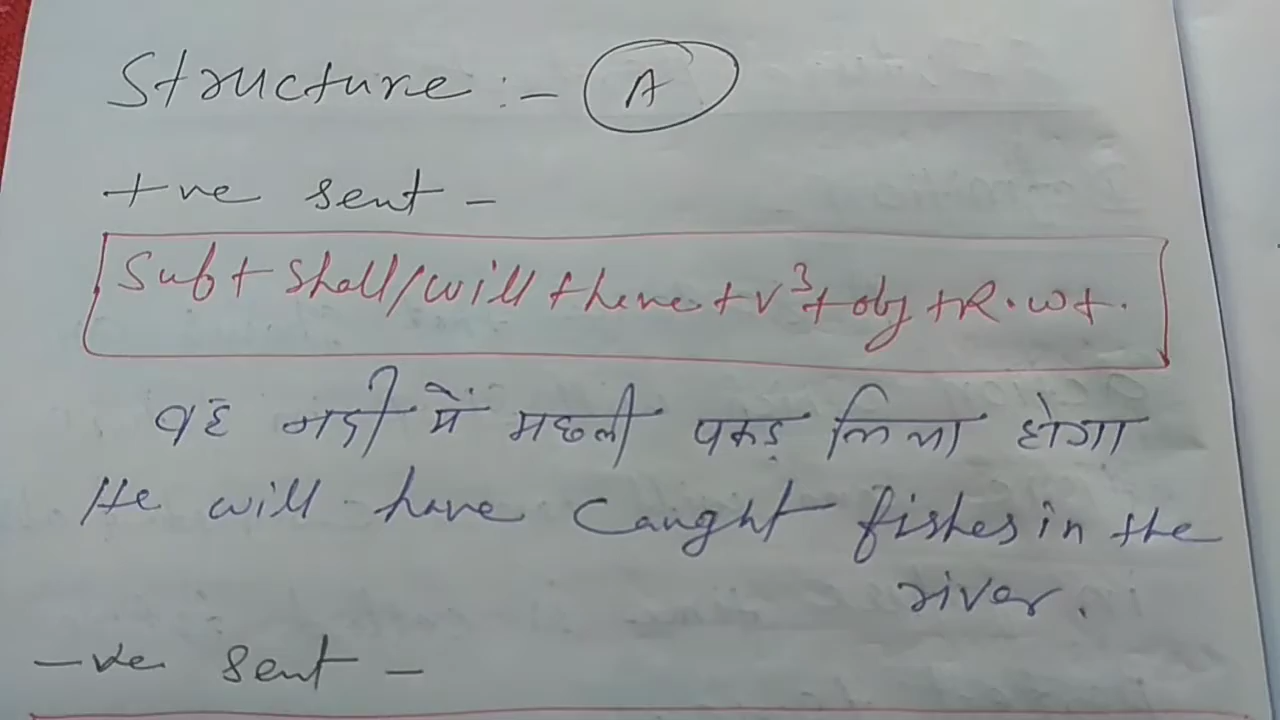 Structure :- A
+ve sent -
Sub + Shall/will + have + v³ + obj + R.wt.
वह नदी में मछली पकड़ लिया होगा
He will have Caught fishes in the
river.
-ve sent -